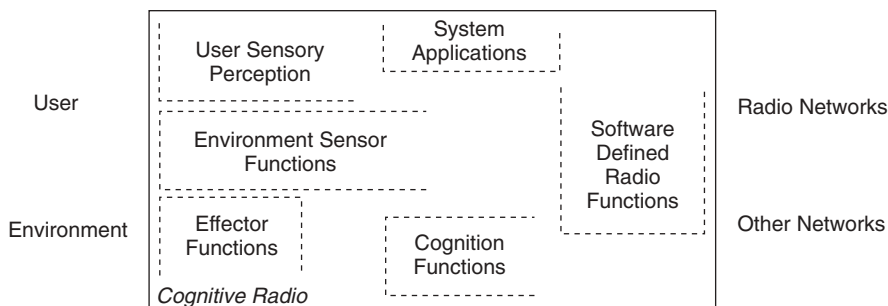 User
Environment
User Sensory
Perception
System
Applications
Environment Sensor
Functions
Effector
Functions
Cognition
Functions
Software
Defined
Radio
Functions
Cognitive Radio
Radio Networks
Other Networks